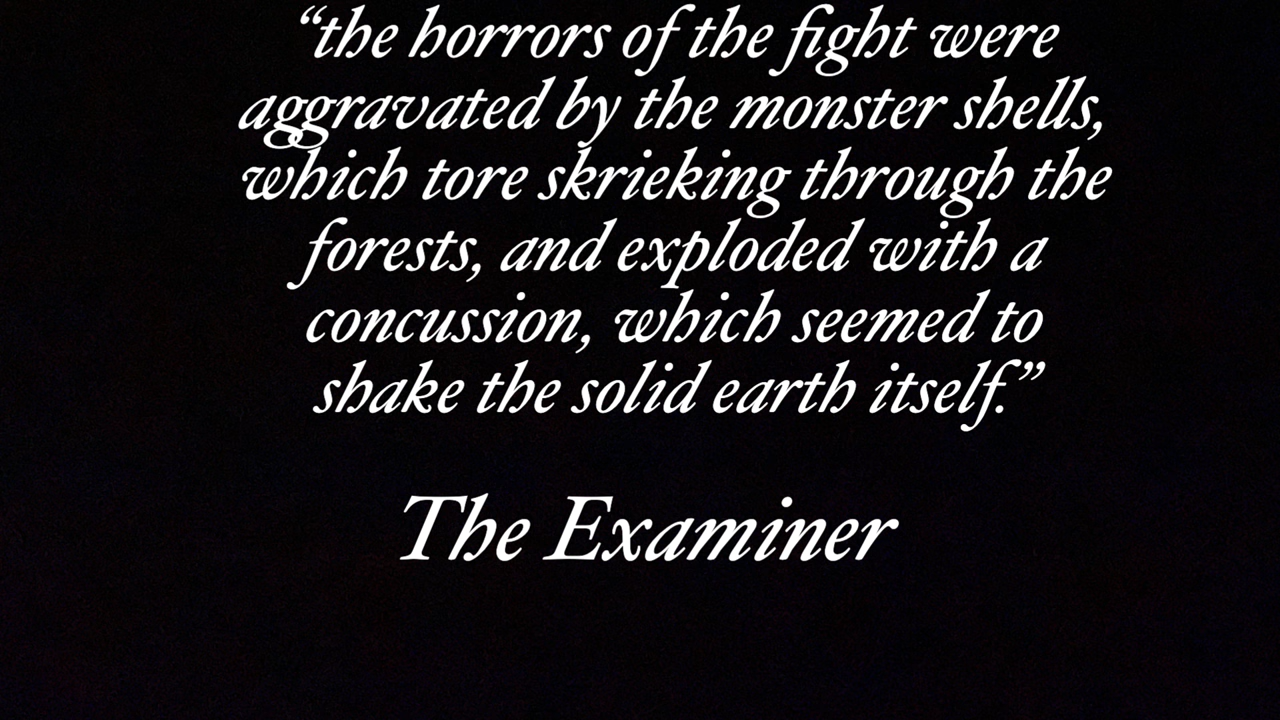 “the horrors of the fight were
aggravated by the monster shells,
which tore skrieking through the
forests, and exploded with a
concussion, which seemed to
shake the solid earth itself.”
The Examiner